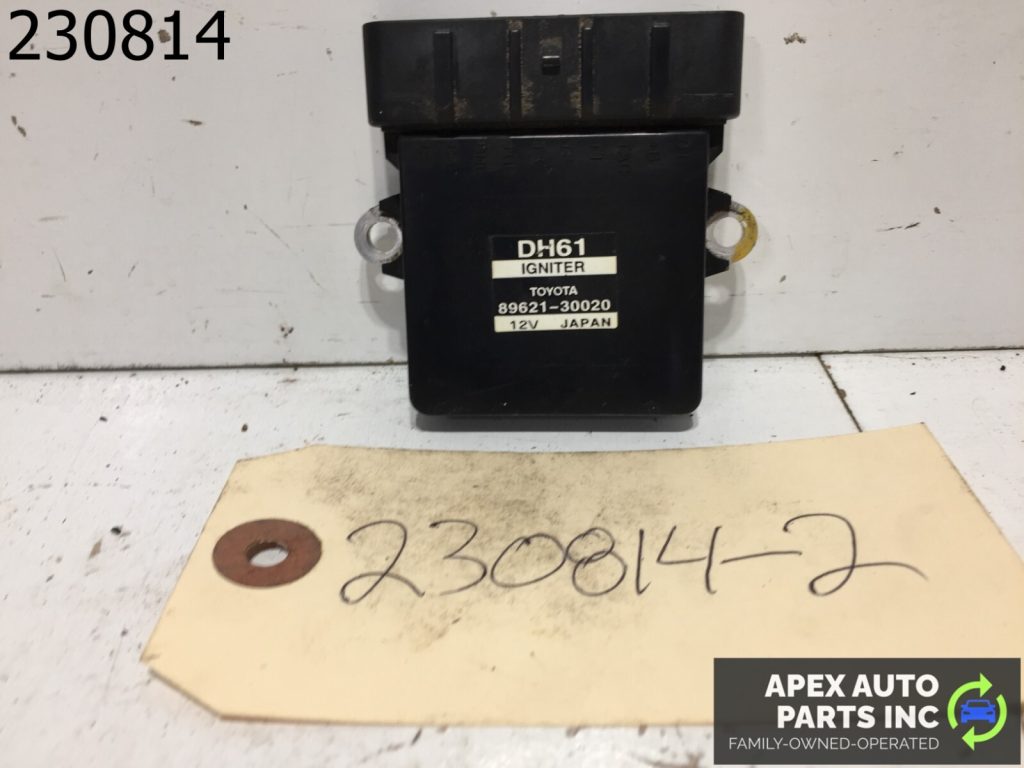 230814
DH61
IGNITER
TOYOTA
89621-30020
12V JAPAN
230814-2
APEX AUTO
PARTS INC
FAMILY-OWNED-OPERATED